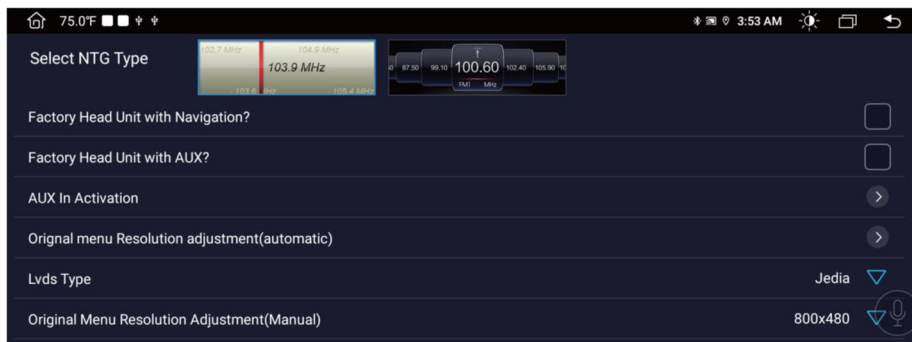 75.0°F
3:53 AM
Select NTG Type
102.7 MHz
104.9 MHz
103.9 MHz
105.4 MHz
87.50
99.10
100.60
102.40
105.90
FM1
MHz
Factory Head Unit with Navigation?
Factory Head Unit with AUX?
AUX In Activation
Orignal menu Resolution adjustment(automatic)
Lvds Type
Jedia
Original Menu Resolution Adjustment(Manual)
800x480